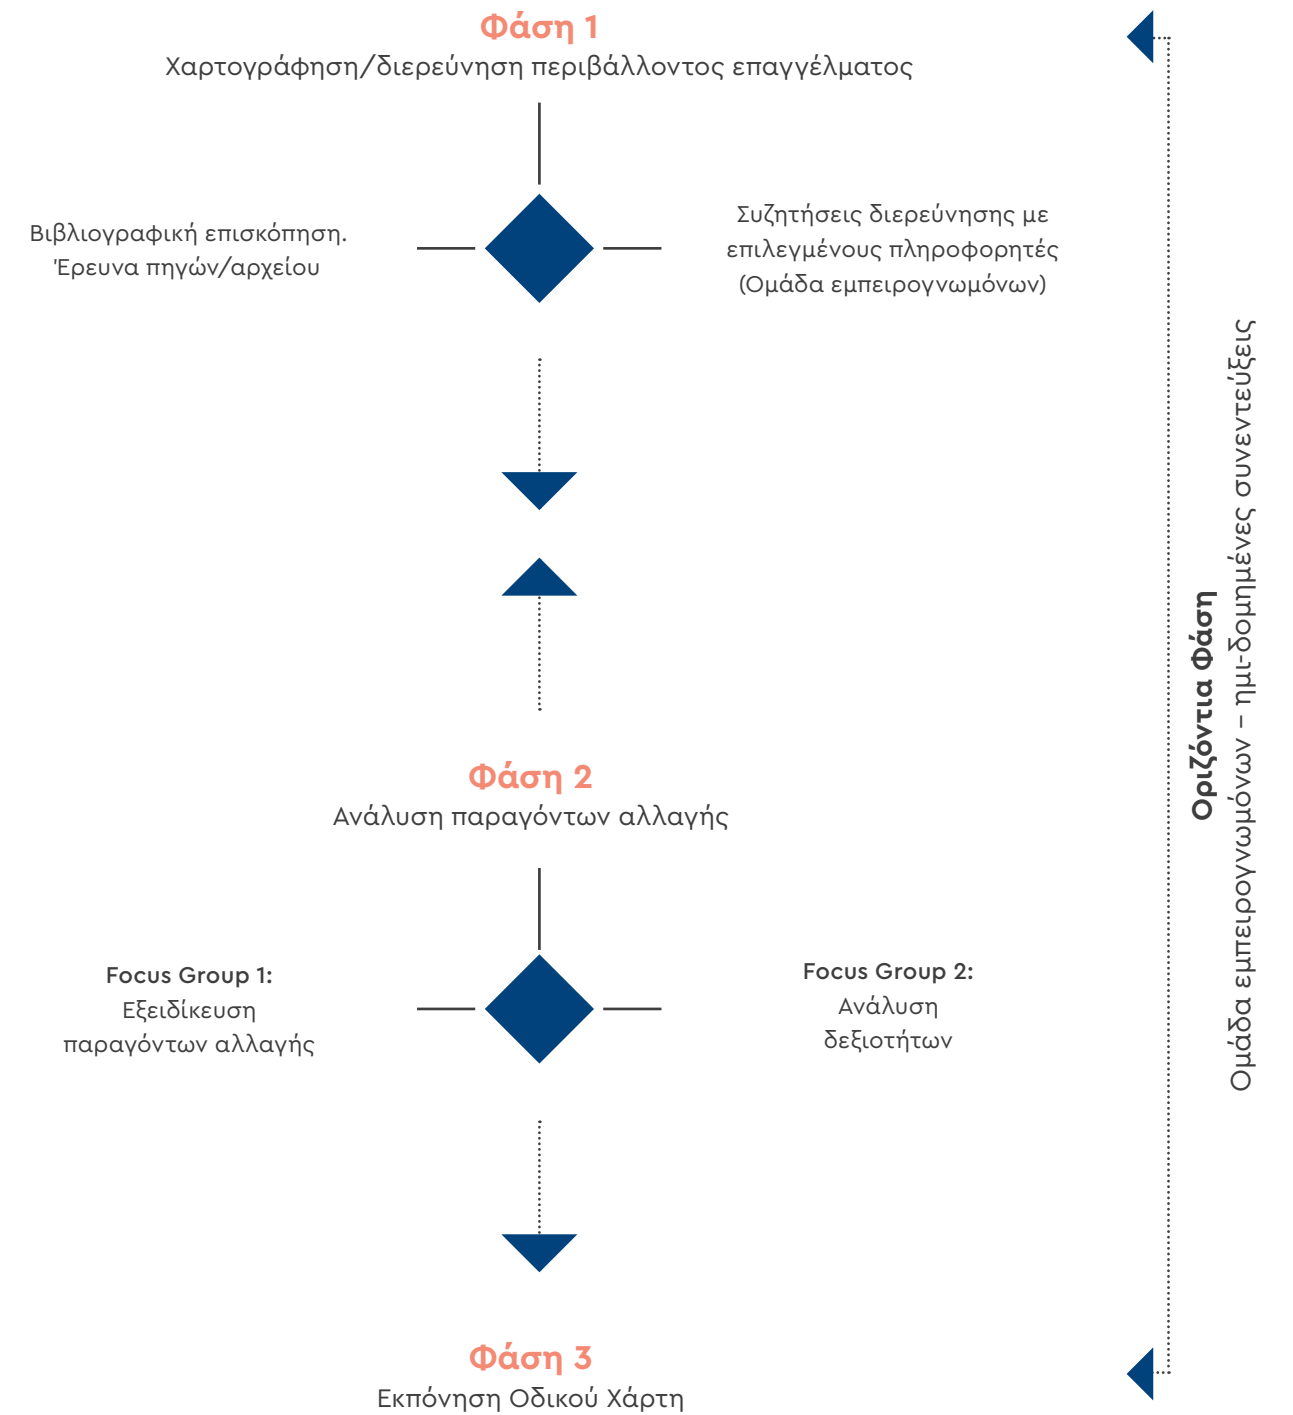 Φάση 1
Χαρτογράφηση/διερεύνηση περιβάλλοντος επαγγέλματος
Βιβλιογραφική επισκόπηση.
Έρευνα πηγών/αρχείου
Συζητήσεις διερεύνησης με
επιλεγμένους πληροφορητές
(Ομάδα εμπειρογνωμόνων)
Φάση 2
Ανάλυση παραγόντων αλλαγής
Focus Group 1:
Εξειδίκευση
παραγόντων αλλαγής
Focus Group 2:
Ανάλυση
δεξιοτήτων
Φάση 3
Εκπόνηση Οδικού Χάρτη
Οριζόντια Φάση
Ομάδα εμπειρογνωμόνων – ημι-δομημένες συνεντεύξεις